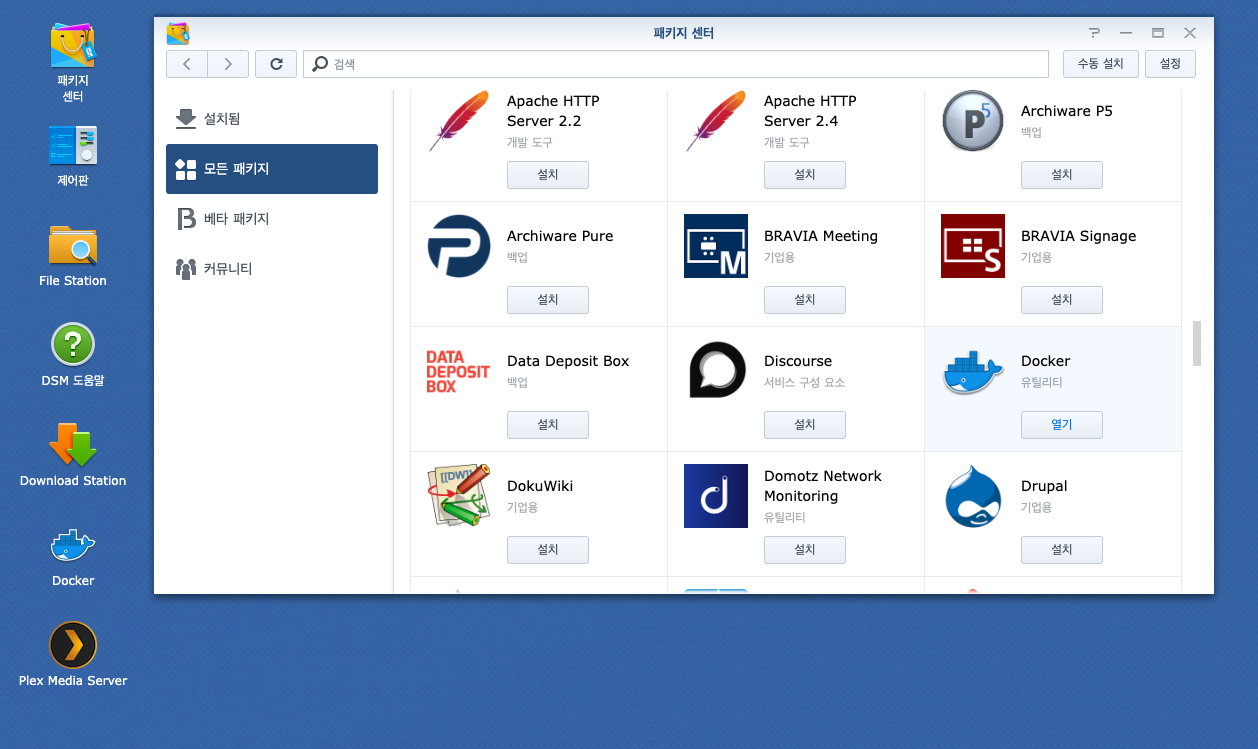 패키지
센터
제어판
File Station
DSM 도움말
Download Station
Docker
Plex Media Server
패키지 센터
검색
수동 설치
설정
설치됨
모든 패키지
베타 패키지
커뮤니티
Apache HTTP
Server 2.2
개발 도구
설치
Apache HTTP
Server 2.4
개발 도구
설치
P5
Archiware P5
백업
설치
Archiware Pure
백업
설치
M
BRAVIA Meeting
기업용
설치
S
BRAVIA Signage
기업용
설치
DATA
DEPOSIT
BOX
Data Deposit Box
백업
설치
Discourse
서비스 구성 요소
설치
Docker
유틸리티
열기
[[DW]]
DokuWiki
기업용
설치
d
Domotz Network
Monitoring
유틸리티
설치
Drupal
기업용
설치